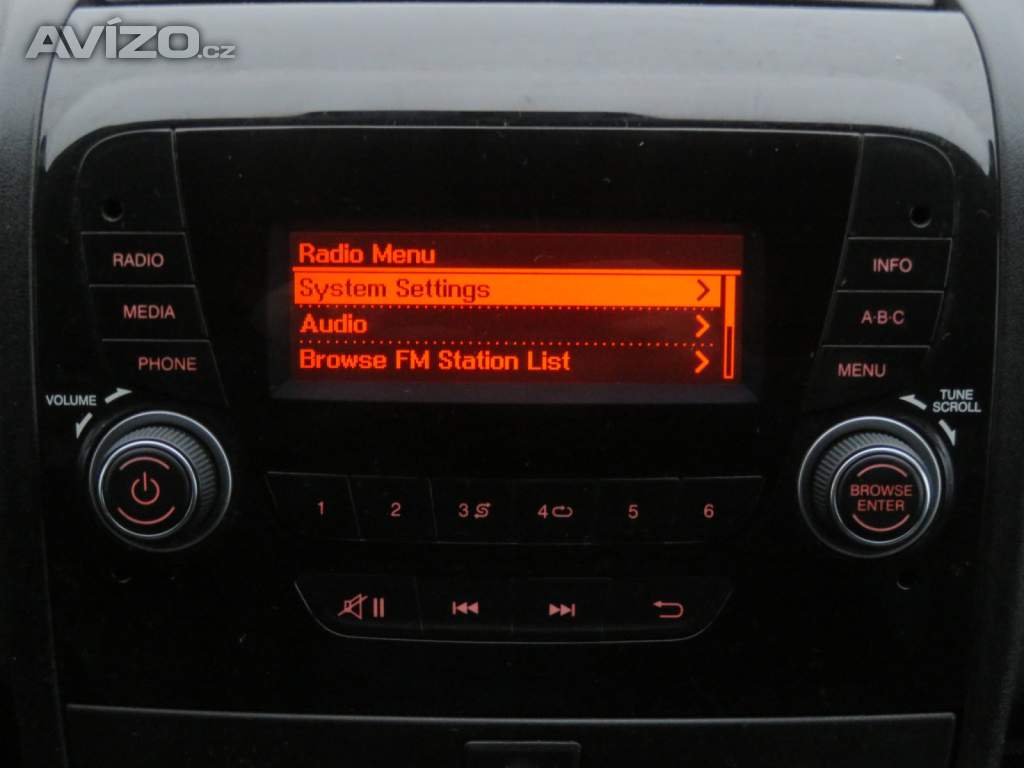 AVÍZO.cz
Radio Menu
System Settings
Audio
Browse FM Station List
RADIO
MEDIA
PHONE
VOLUME
INFO
A·B·C
MENU
TUNE
SCROLL
BROWSE
ENTER
1 2 3 4 5 6